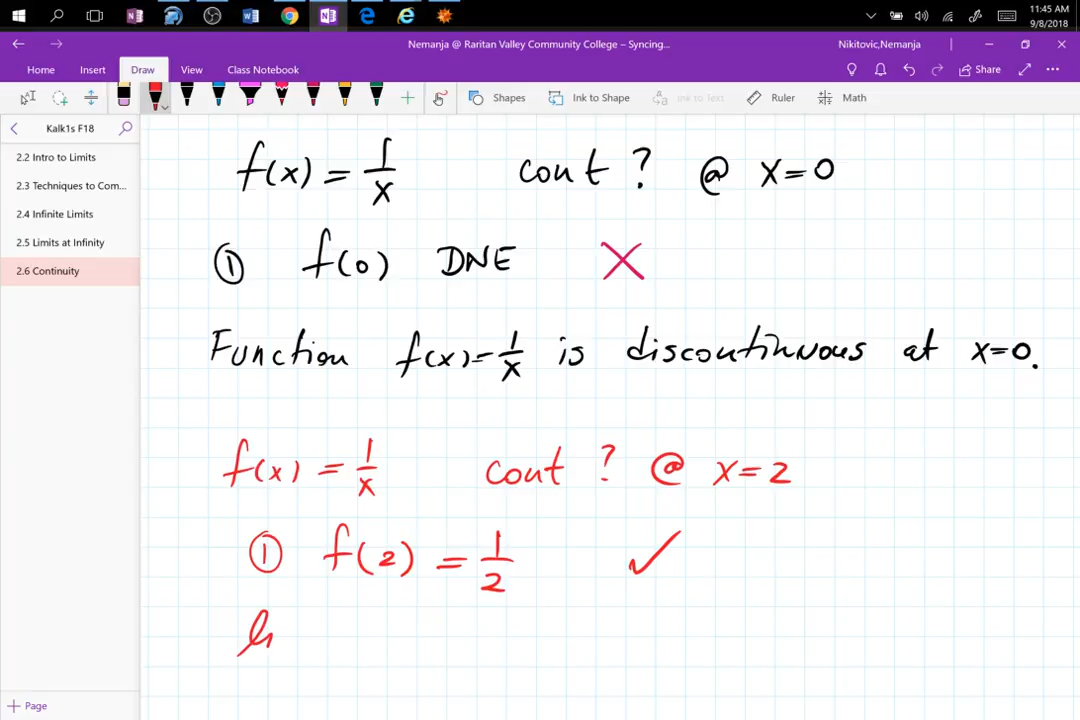 11:45 AM
9/8/2018
Nemanja @ Raritan Valley Community College – Syncing...
Nikitovic,Nemanja
Home Insert Draw View Class Notebook
Share
Shapes Ink to Shape Ink to Text Ruler Math
Kalk1s F18
2.2 Intro to Limits
2.3 Techniques to Com...
2.4 Infinite Limits
2.5 Limits at Infinity
2.6 Continuity
Page
f(x) = 1/x cont ? @ x=0
① f(0) DNE ✗
Function f(x)=1/x is discontinuous at x=0.
f(x) = 1/x cont ? @ x=2
① f(2) = 1/2 ✓